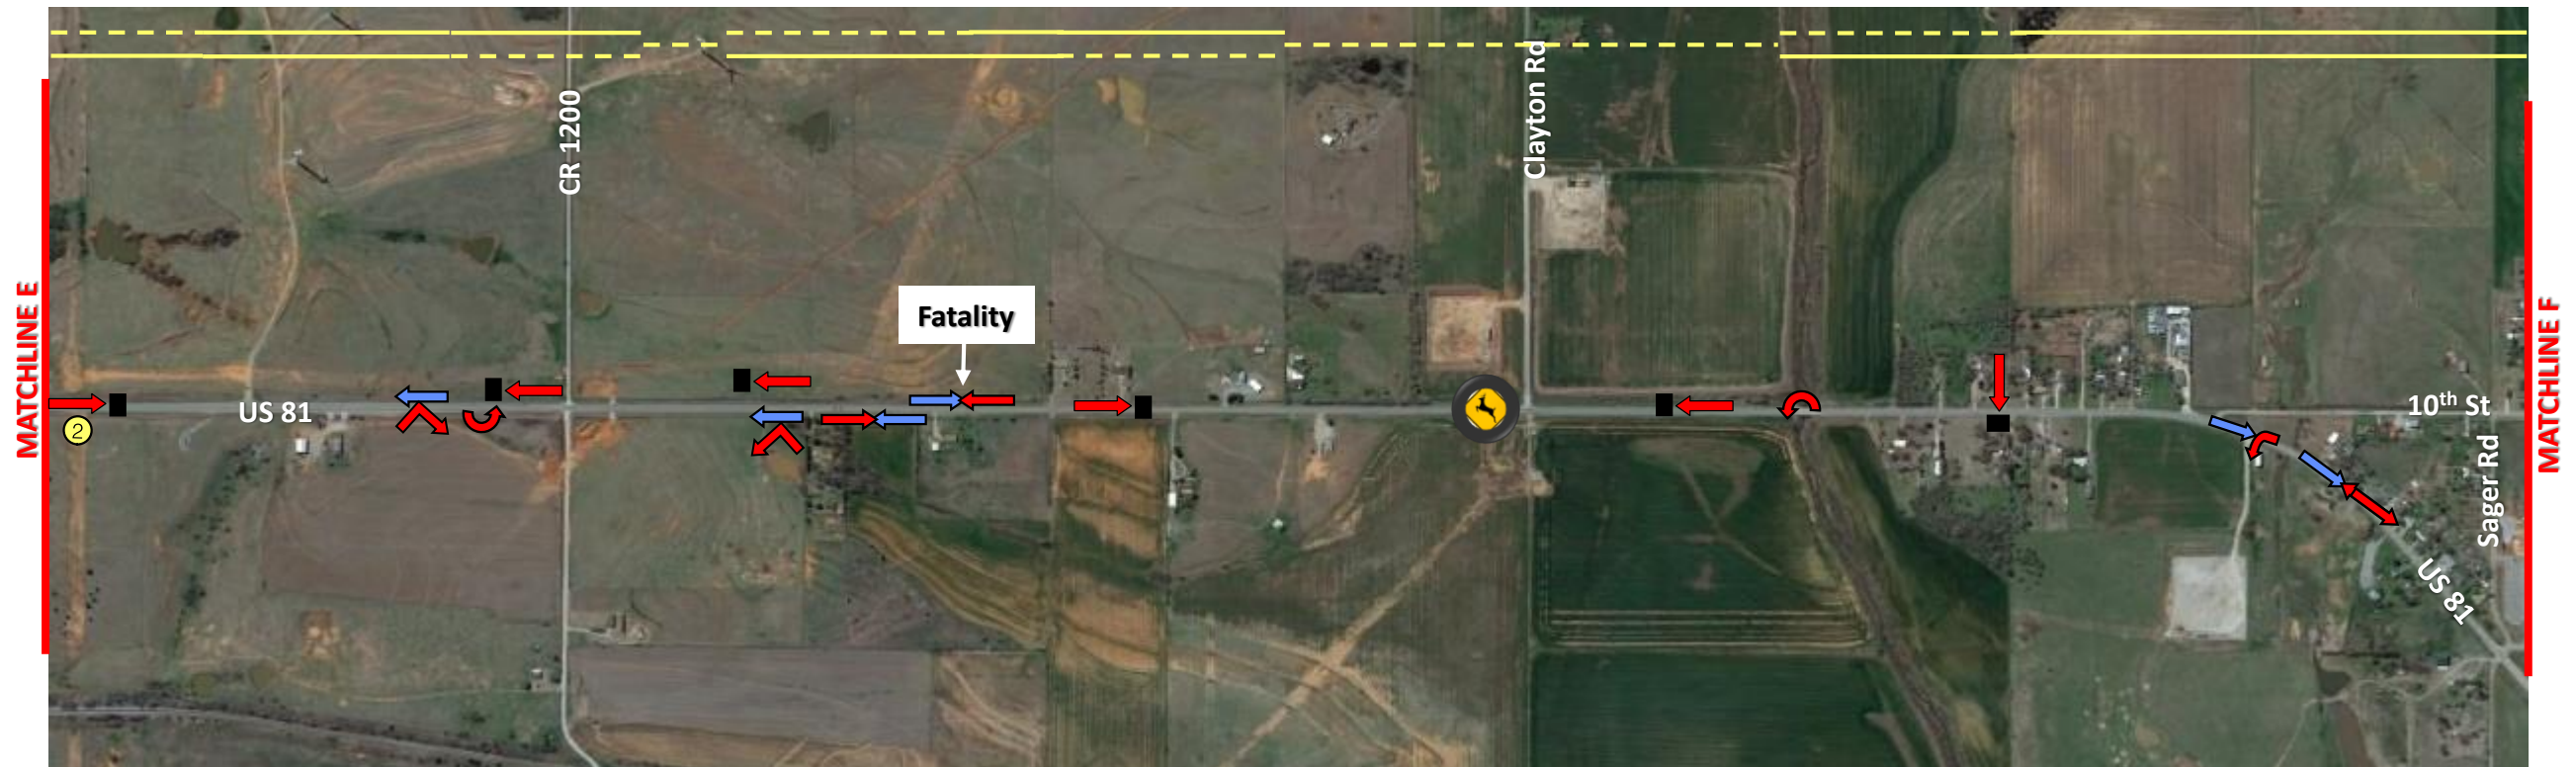 MATCHLINE E
CR 1200
Clayton Rd
Fatality
US 81
2
10th St
Sager Rd
US 81
MATCHLINE F